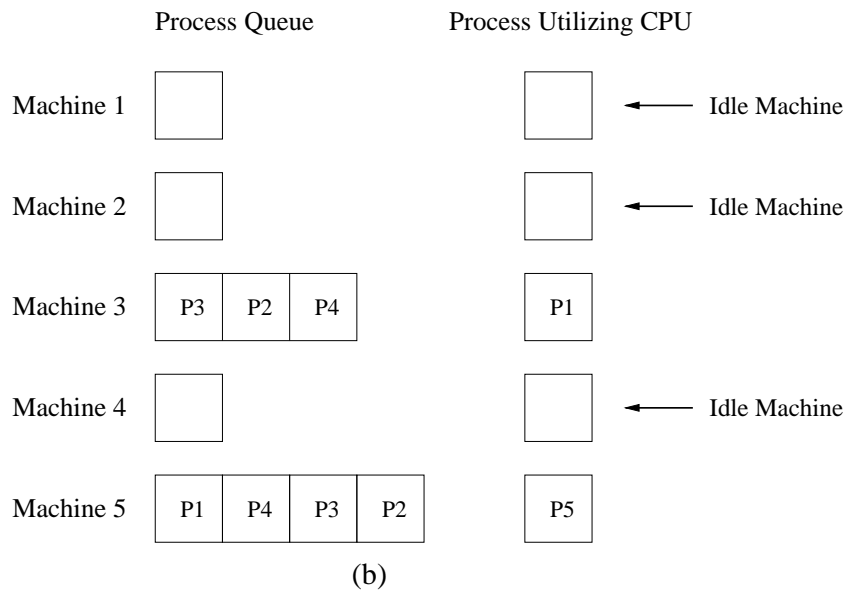 Process Queue Process Utilizing CPU
Machine 1 Idle Machine
Machine 2 Idle Machine
Machine 3 P3 P2 P4 P1
Machine 4 Idle Machine
Machine 5 P1 P4 P3 P2 P5
(b)